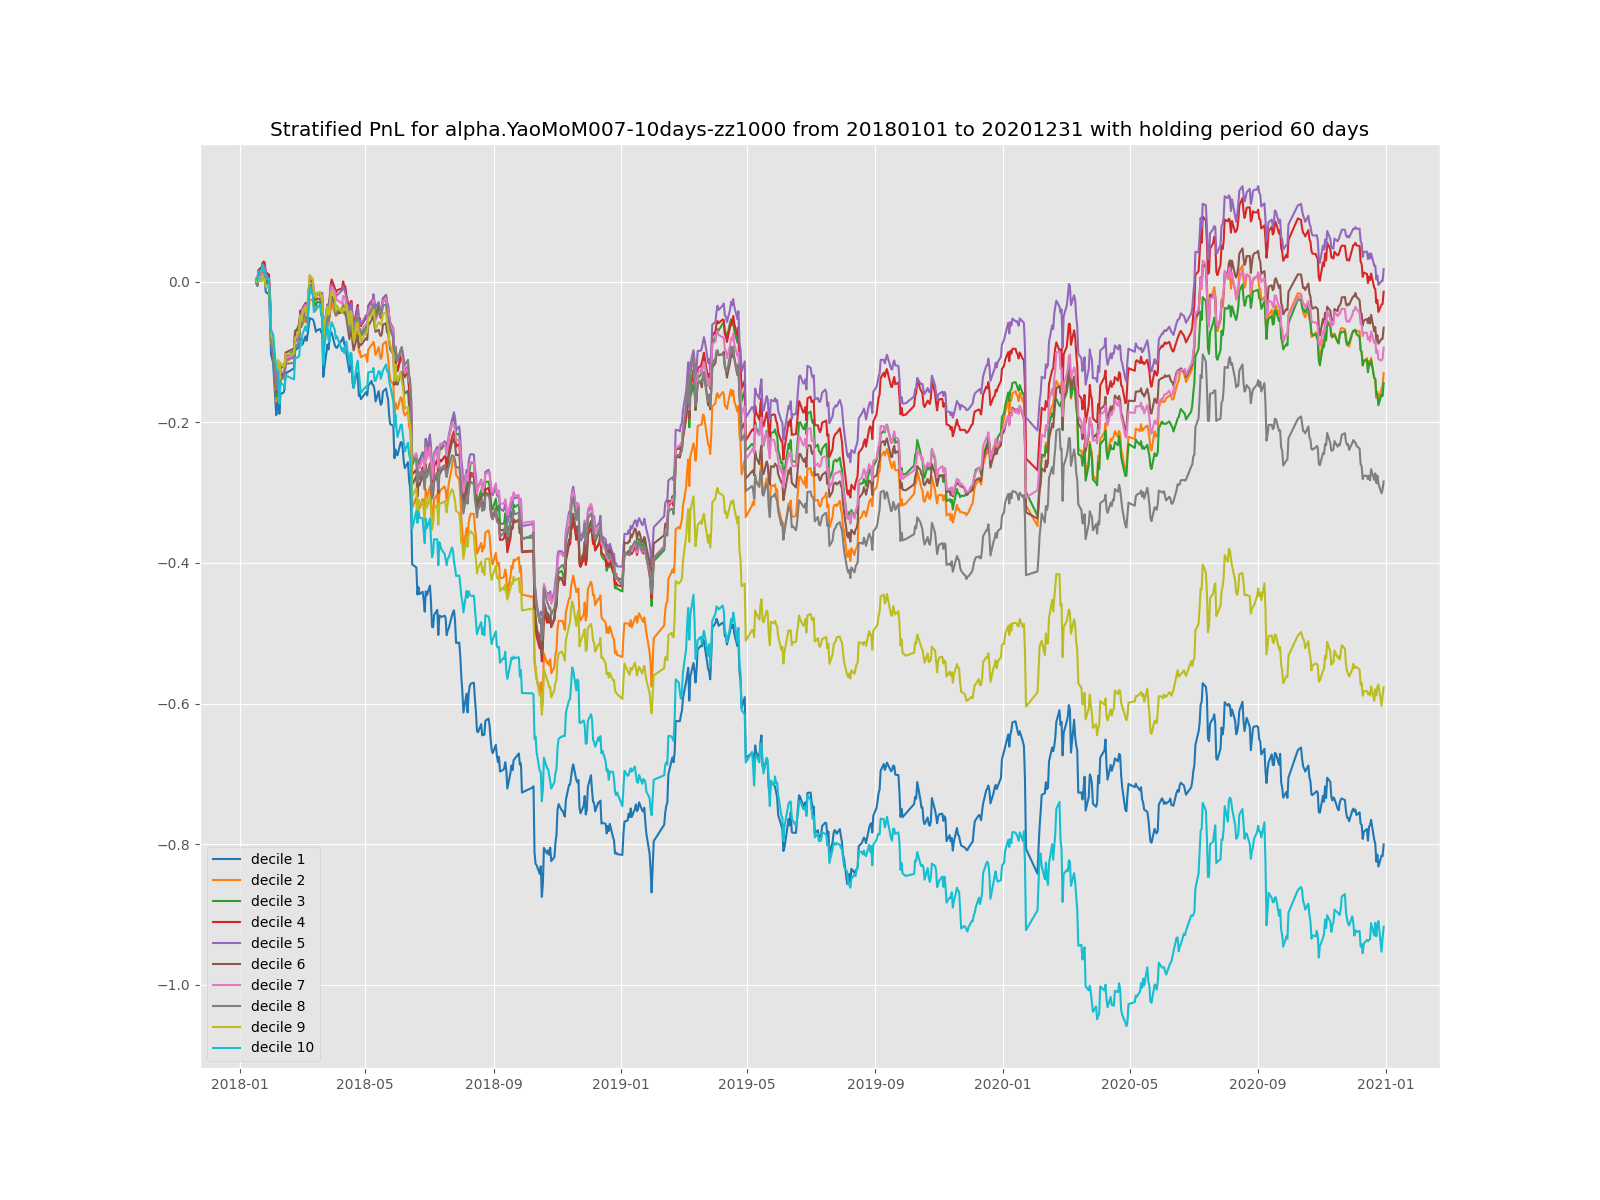 Stratified PnL for alpha.YaoMoM007-10days-zz1000 from 20180101 to 20201231 with holding period 60 days
0.0
−0.2
−0.4
−0.6
−0.8
−1.0
decile 1
decile 2
decile 3
decile 4
decile 5
decile 6
decile 7
decile 8
decile 9
decile 10
2018-01 2018-05 2018-09 2019-01 2019-05 2019-09 2020-01 2020-05 2020-09 2021-01